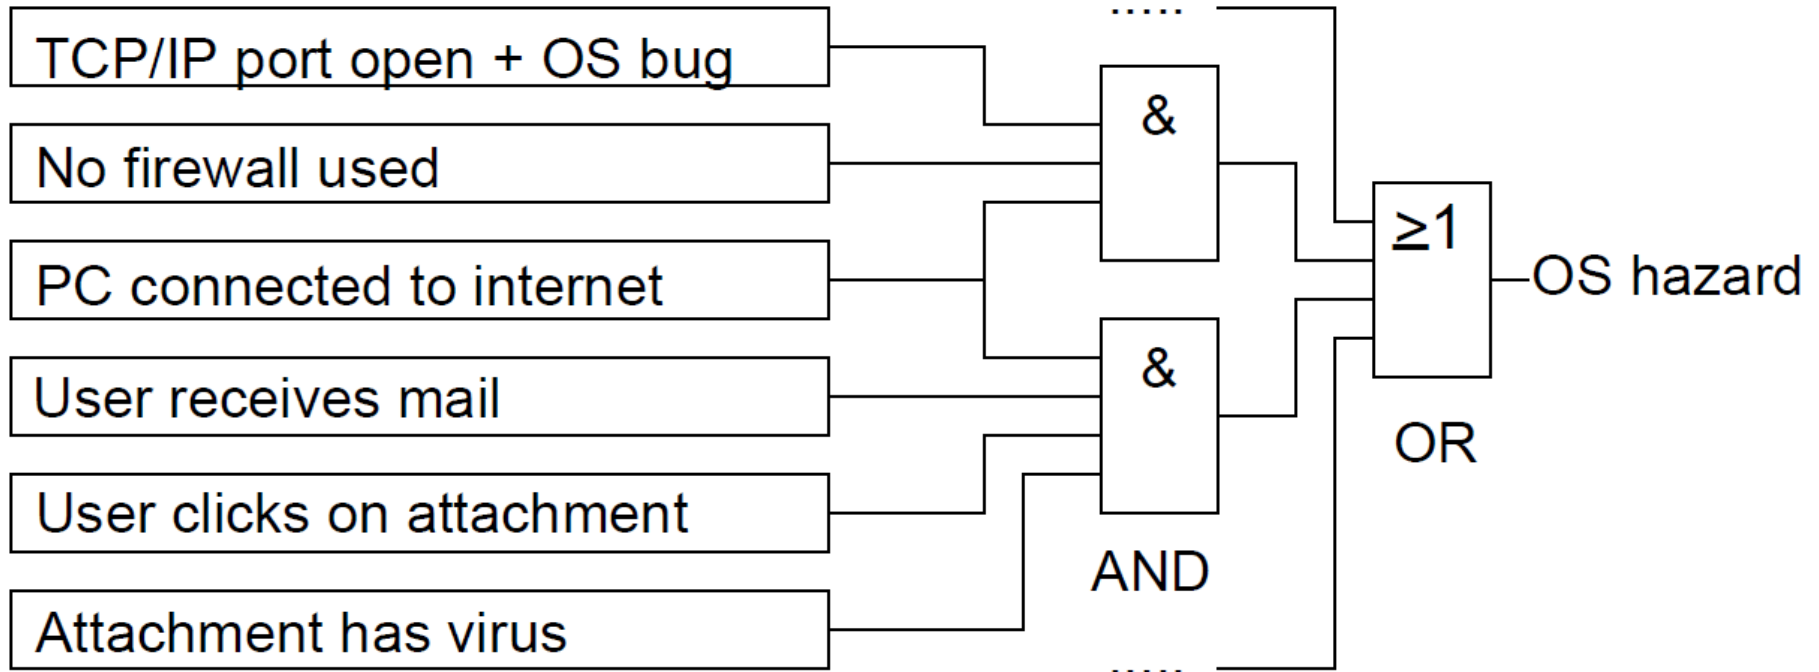 .....
TCP/IP port open + OS bug
&
No firewall used
≥1
PC connected to internet
OS hazard
&
User receives mail
OR
User clicks on attachment
AND
Attachment has virus
.....